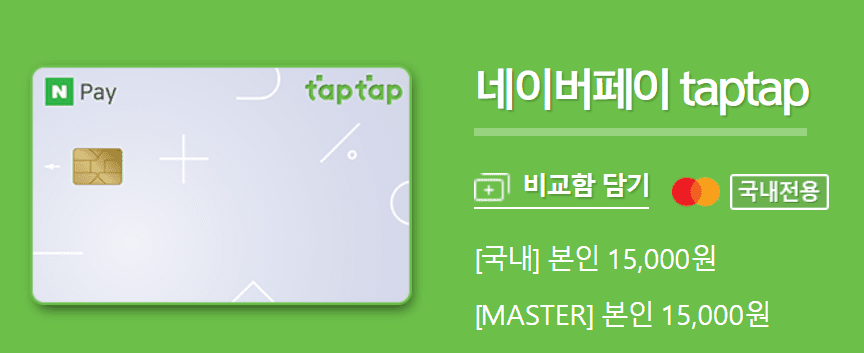 N Pay
taptap
네이버페이 taptap
비교함 담기
국내전용
[국내] 본인 15,000원
[MASTER] 본인 15,000원